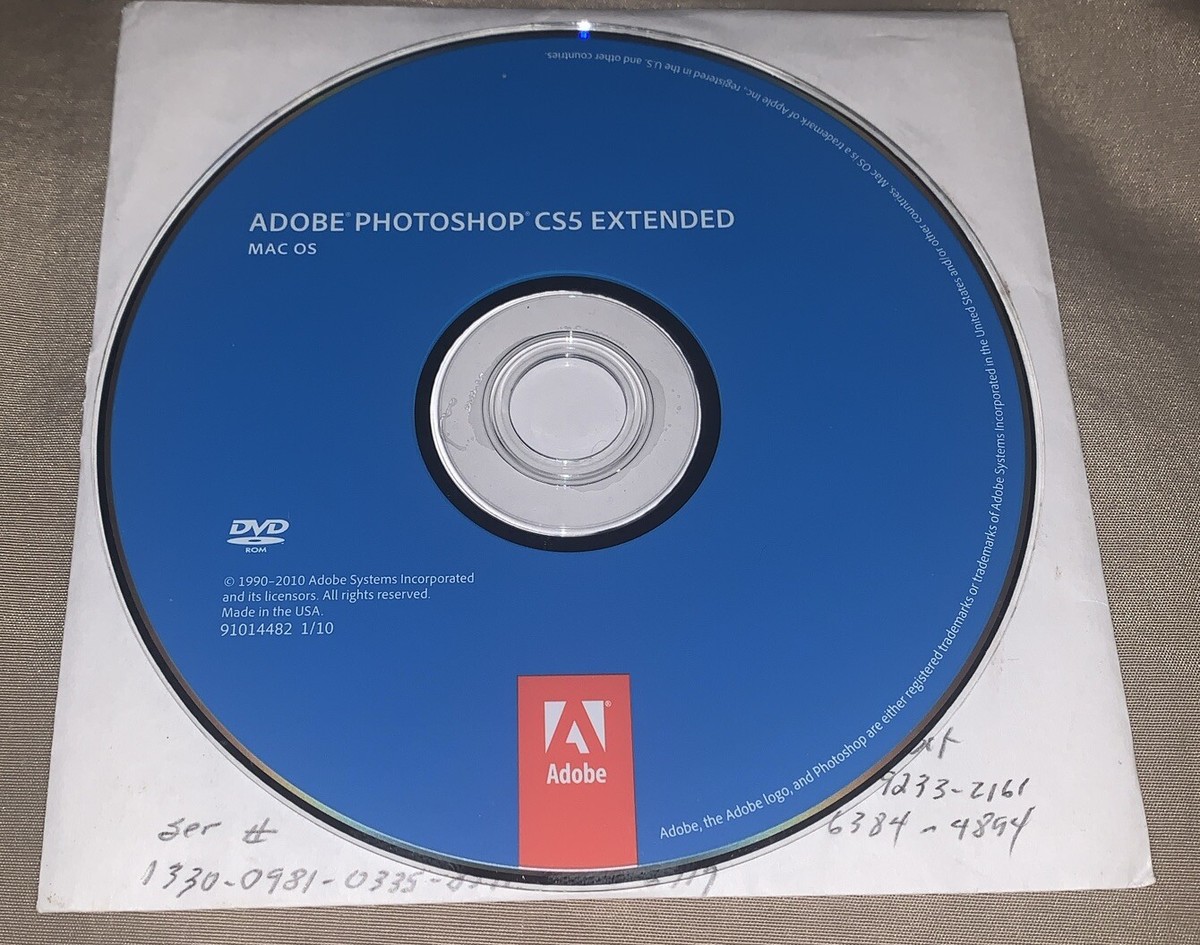 ADOBE® PHOTOSHOP® CS5 EXTENDED
MAC OS
DVD
ROM
© 1990–2010 Adobe Systems Incorporated
and its licensors. All rights reserved.
Made in the USA.
91014482 1/10
Adobe
Adobe, the Adobe logo, and Photoshop are either registered trademarks or trademarks of Adobe Systems Incorporated in the United States and/or other countries. Mac OS is a trademark of Apple Inc., registered in the U.S. and other countries.
9233-2161
6384-4894
Ser #
1330-0981-0335-